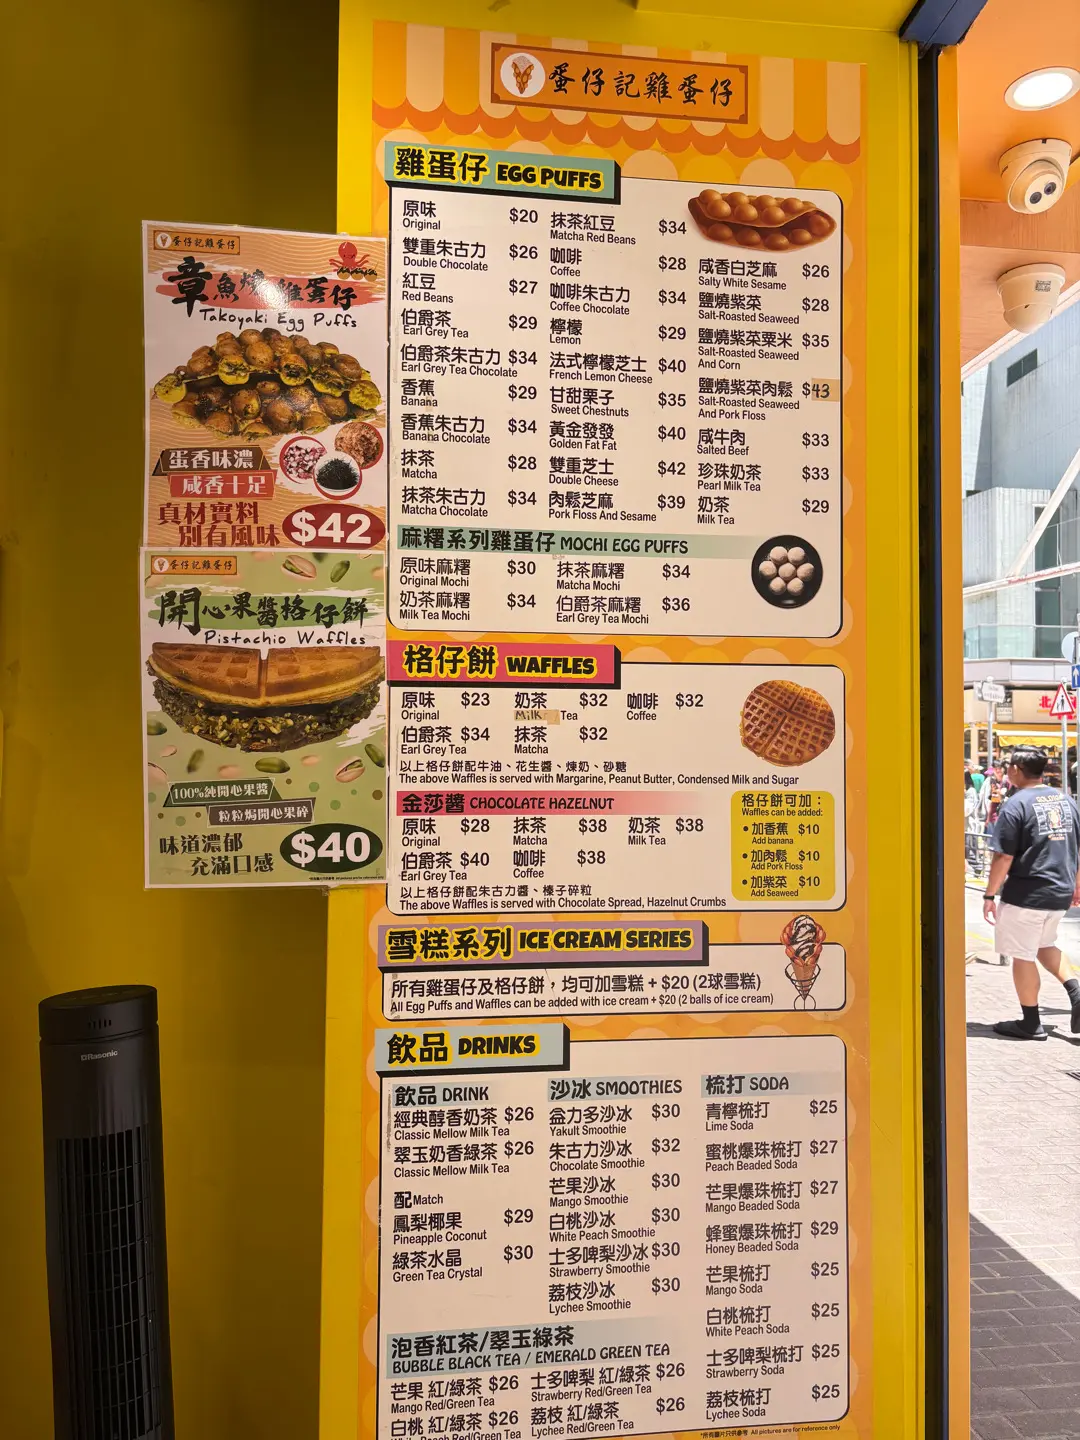 蛋仔記雞蛋仔
雞蛋仔 EGG PUFFS
原味 $20
Original
雙重朱古力 $26
Double Chocolate
紅豆 $27
Red Beans
伯爵茶 $29
Earl Grey Tea
伯爵茶朱古力 $34
Earl Grey Tea Chocolate
香蕉 $29
Banana
香蕉朱古力 $34
Banana Chocolate
抹茶 $28
Matcha
抹茶朱古力 $34
Matcha Chocolate
抹茶紅豆 $34
Matcha Red Beans
咖啡 $28
Coffee
咖啡朱古力 $34
Coffee Chocolate
檸檬 $29
Lemon
法式檸檬芝士 $40
French Lemon Cheese
甘甜栗子 $35
Sweet Chestnuts
黃金發發 $40
Golden Fat Fat
雙重芝士 $42
Double Cheese
肉鬆芝麻 $39
Pork Floss And Sesame
咸香白芝麻 $26
Salty White Sesame
鹽燒紫菜 $28
Salt-Roasted Seaweed
鹽燒紫菜粟米 $35
Salt-Roasted Seaweed
And Corn
鹽燒紫菜肉鬆 $43
Salt-Roasted Seaweed
And Pork Floss
咸牛肉 $33
Salted Beef
珍珠奶茶 $33
Pearl Milk Tea
奶茶 $29
Milk Tea
麻糬系列雞蛋仔 MOCHI EGG PUFFS
原味麻糬 $30
Original Mochi
奶茶麻糬 $34
Milk Tea Mochi
抹茶麻糬 $34
Matcha Mochi
伯爵茶麻糬 $36
Earl Grey Tea Mochi
格仔餅 WAFFLES
原味 $23
Original
伯爵茶 $34
Earl Grey Tea
奶茶 $32
Milk Tea
抹茶 $32
Matcha
咖啡 $32
Coffee
以上格仔餅配牛油、花生醬、煉奶、砂糖
The above Waffles is served with Margarine, Peanut Butter, Condensed Milk and Sugar
金莎醬 CHOCOLATE HAZELNUT
原味 $28
Original
伯爵茶 $40
Earl Grey Tea
抹茶 $38
Matcha
咖啡 $38
Coffee
奶茶 $38
Milk Tea
以上格仔餅配朱古力醬、榛子碎粒
The above Waffles is served with Chocolate Spread, Hazelnut Crumbs
格仔餅可加：
Waffles can be added:
•加香蕉 $10
Add banana
•加肉鬆 $10
Add Pork Floss
•加紫菜 $10
Add Seaweed
雪糕系列 ICE CREAM SERIES
所有雞蛋仔及格仔餅，均可加雪糕 + $20 (2球雪糕)
All Egg Puffs and Waffles can be added with ice cream + $20 (2 balls of ice cream)
飲品 DRINKS
飲品 DRINK
經典醇香奶茶 $26
Classic Mellow Milk Tea
翠玉奶香綠茶 $26
Classic Mellow Milk Tea
配 Match
鳳梨椰果 $29
Pineapple Coconut
綠茶水晶 $30
Green Tea Crystal
沙冰 SMOOTHIES
益力多沙冰 $30
Yakult Smoothie
朱古力沙冰 $32
Chocolate Smoothie
芒果沙冰 $30
Mango Smoothie
白桃沙冰 $30
White Peach Smoothie
士多啤梨沙冰 $30
Strawberry Smoothie
荔枝沙冰 $30
Lychee Smoothie
梳打 SODA
青檸梳打 $25
Lime Soda
蜜桃爆珠梳打 $27
Peach Beaded Soda
芒果爆珠梳打 $27
Mango Beaded Soda
蜂蜜爆珠梳打 $29
Honey Beaded Soda
芒果梳打 $25
Mango Soda
白桃梳打 $25
White Peach Soda
士多啤梨梳打 $25
Strawberry Soda
荔枝梳打 $25
Lychee Soda
泡香紅茶/翠玉綠茶
BUBBLE BLACK TEA / EMERALD GREEN TEA
芒果 紅/綠茶 $26
Mango Red/Green Tea
白桃 紅/綠茶 $26
White Peach Red/Green Tea
士多啤梨 紅/綠茶 $26
Strawberry Red/Green Tea
荔枝 紅/綠茶 $26
Lychee Red/Green Tea
*所有圖片只供參考 All pictures are for reference only
蛋仔記雞蛋仔
章魚燒雞蛋仔
Takoyaki Egg Puffs
蛋香味濃
咸香十足
真材實料
別有風味
$42
蛋仔記雞蛋仔
開心果醬格仔餅
Pistachio Waffles
100%純開心果醬
粒粒焗開心果碎
味道濃郁
充滿口感
$40
Rasonic